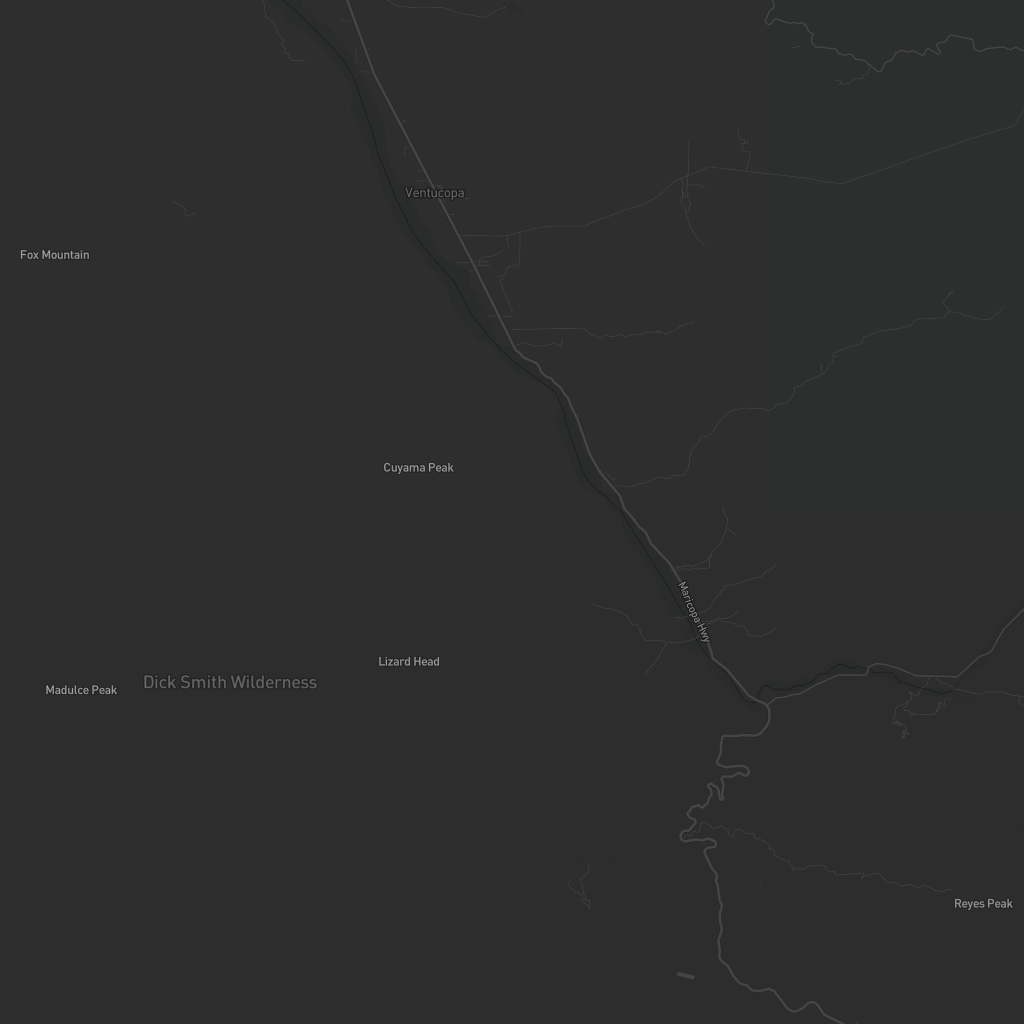 Ventucopa
Fox Mountain
Cuyama Peak
Maricopa Hwy
Lizard Head
Dick Smith Wilderness
Madulce Peak
Reyes Peak